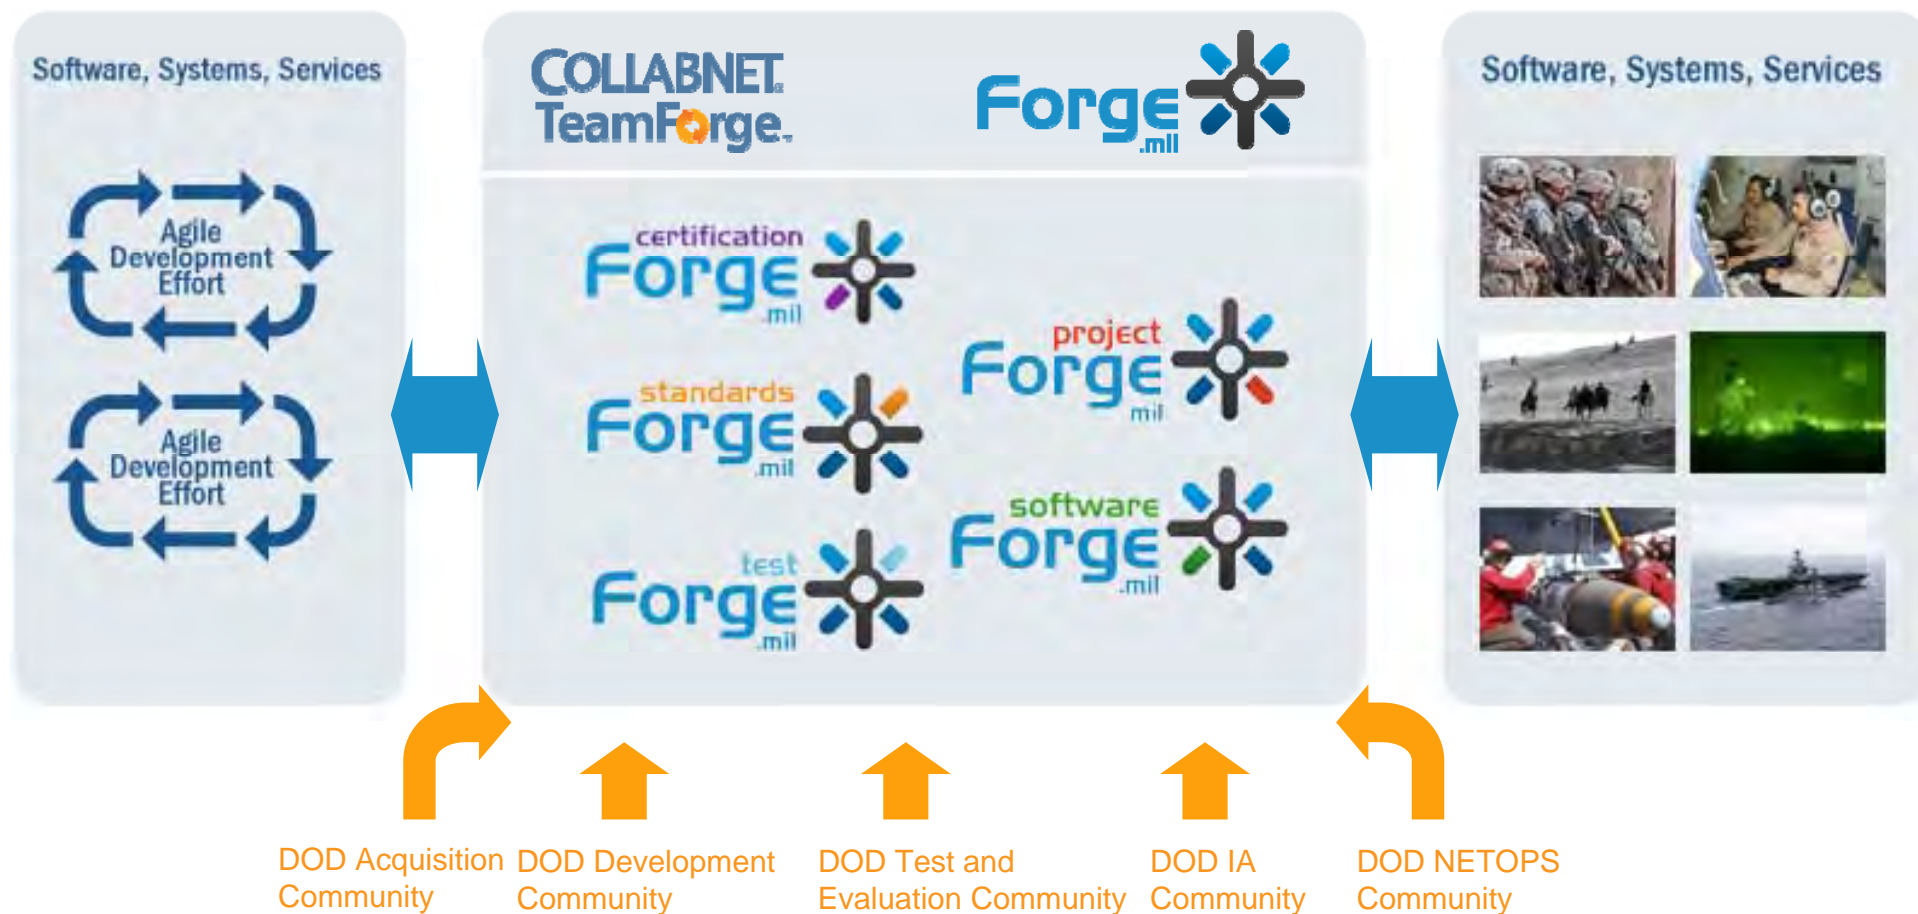 Software, Systems, Services
Agile
Development
Effort
Agile
Development
Effort
COLLABNET
TeamForge
Forge
.mil
certification
Forge
.mil
standards
Forge
.mil
test
Forge
.mil
project
Forge
mil
software
Forge
.mil
Software, Systems, Services
DOD Acquisition
Community
DOD Development
Community
DOD Test and
Evaluation Community
DOD IA
Community
DOD NETOPS
Community